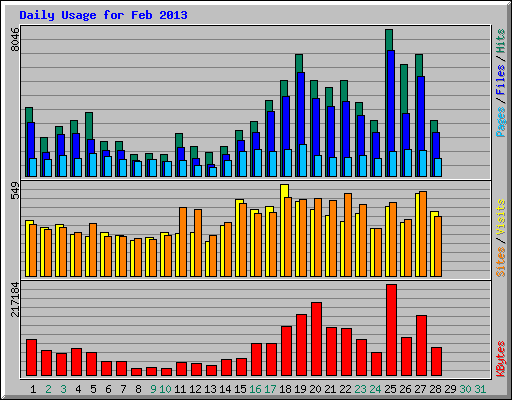 Daily Usage for Feb 2013
8046
549
217184
Pages / Files / Hits
Sites / Visits
KBytes
1 2 3 4 5 6 7 8 9 10 11 12 13 14 15 16 17 18 19 20 21 22 23 24 25 26 27 28 29 30 31